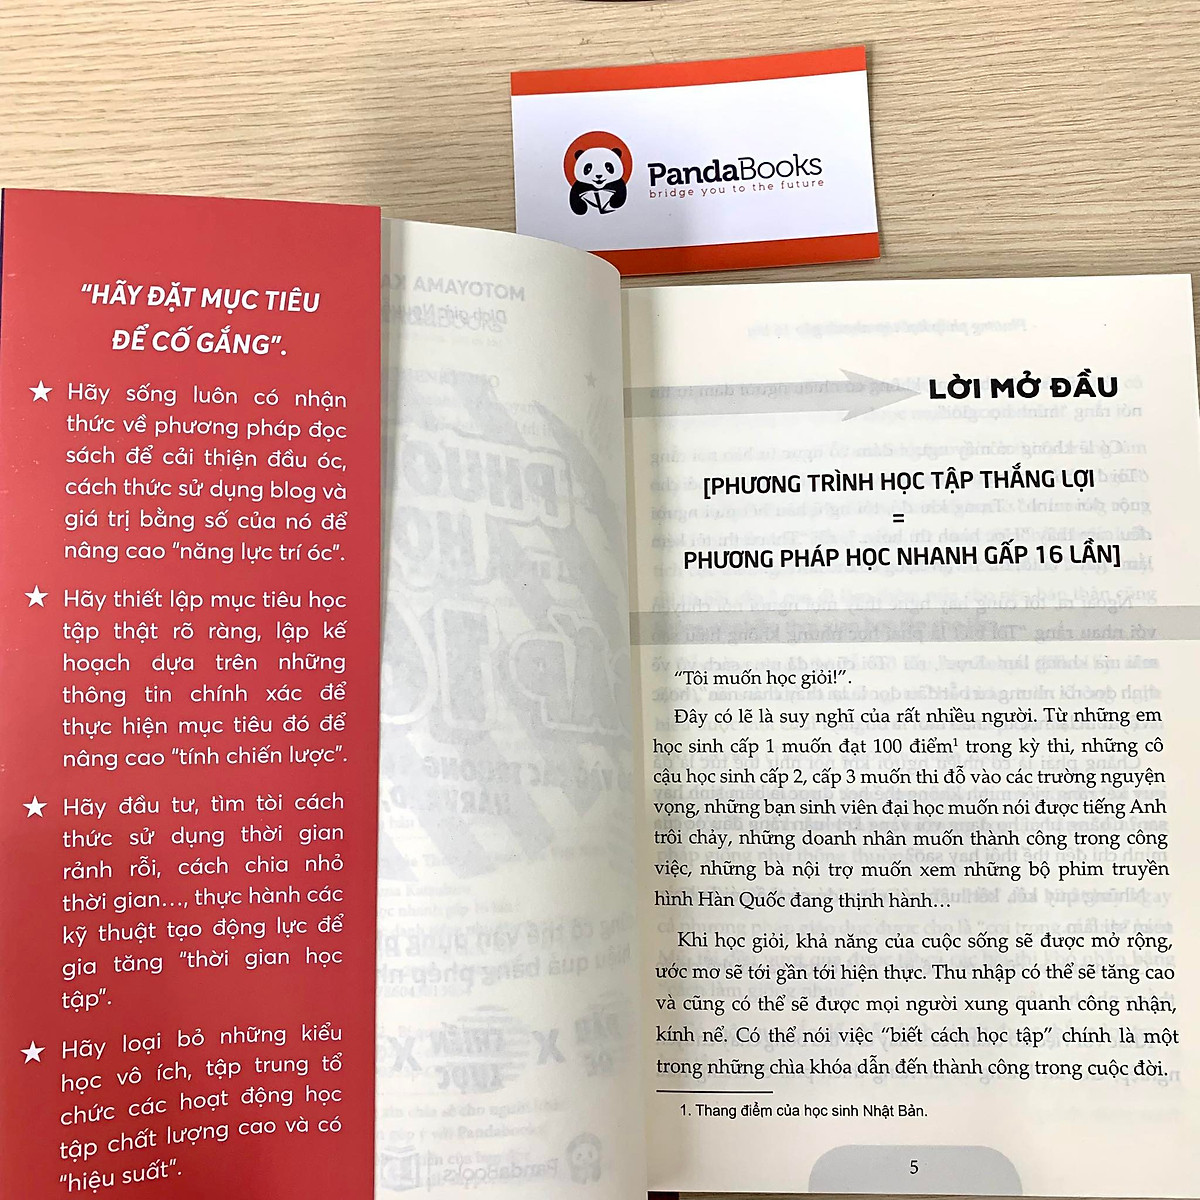 PandaBooks
bridge you to the future
“HÃY ĐẶT MỤC TIÊU
ĐỂ CỐ GẮNG”.
Hãy sống luôn có nhận
thức về phương pháp đọc
sách để cải thiện đầu óc,
cách thức sử dụng blog và
giá trị bằng số của nó để
nâng cao “năng lực trí óc”.
Hãy thiết lập mục tiêu học
tập thật rõ ràng, lập kế
hoạch dựa trên những
thông tin chính xác để
thực hiện mục tiêu đó để
nâng cao “tính chiến lược”.
Hãy đầu tư, tìm tòi cách
thức sử dụng thời gian
rảnh rỗi, cách chia nhỏ
thời gian..., thực hành các
kỹ thuật tạo động lực để
gia tăng “thời gian học
tập”.
Hãy loại bỏ những kiểu
học vô ích, tập trung tổ
chức các hoạt động học
tập chất lượng cao và có
“hiệu suất”.
LỜI MỞ ĐẦU
[PHƯƠNG TRÌNH HỌC TẬP THẮNG LỢI
=
PHƯƠNG PHÁP HỌC NHANH GẤP 16 LẦN]
“Tôi muốn học giỏi!”.
Đây có lẽ là suy nghĩ của rất nhiều người. Từ những em
học sinh cấp 1 muốn đạt 100 điểm¹ trong kỳ thi, những cô
cậu học sinh cấp 2, cấp 3 muốn thi đỗ vào các trường nguyện
vọng, những bạn sinh viên đại học muốn nói được tiếng Anh
trôi chảy, những doanh nhân muốn thành công trong công
việc, những bà nội trợ muốn xem những bộ phim truyền
hình Hàn Quốc đang thịnh hành...
Khi học giỏi, khả năng của cuộc sống sẽ được mở rộng,
ước mơ sẽ tới gần tới hiện thực. Thu nhập có thể sẽ tăng cao
và cũng có thể sẽ được mọi người xung quanh công nhận,
kính nể. Có thể nói việc “biết cách học tập” chính là một
trong những chìa khóa dẫn đến thành công trong cuộc đời.
1. Thang điểm của học sinh Nhật Bản.
5